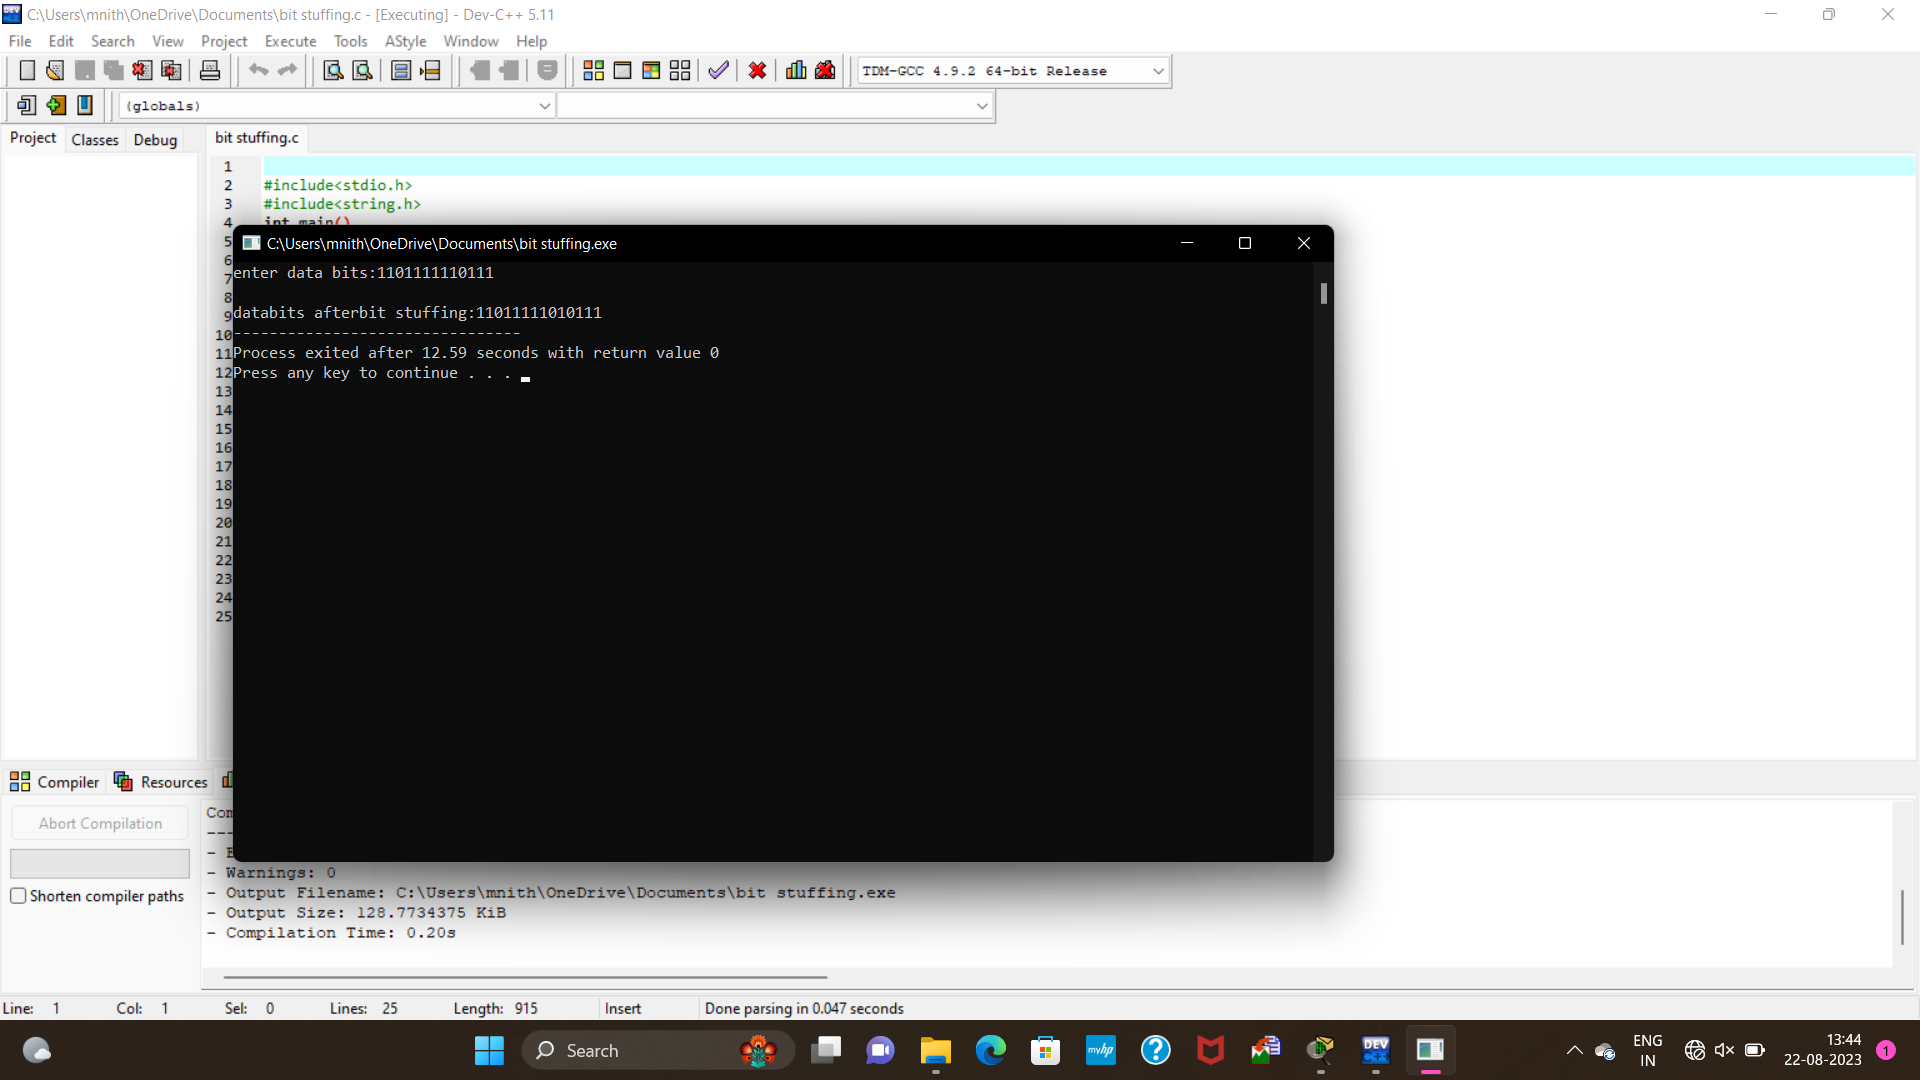 C:\Users\mnith\OneDrive\Documents\bit stuffing.c - [Executing] - Dev-C++ 5.11
File Edit Search View Project Execute Tools AStyle Window Help
TDM-GCC 4.9.2 64-bit Release
(globals)
Project Classes Debug
bit stuffing.c
1
2 #include<stdio.h>
3 #include<string.h>
4 int main()
5
6
7
8
9
10
11
12
13
14
15
16
17
18
19
20
21
22
23
24
25
C:\Users\mnith\OneDrive\Documents\bit stuffing.exe
enter data bits:1101111110111
databits afterbit stuffing:11011111010111
--------------------------------
Process exited after 12.59 seconds with return value 0
Press any key to continue . . .
Compiler Resources
Abort Compilation
Shorten compiler paths
- Warnings: 0
- Output Filename: C:\Users\mnith\OneDrive\Documents\bit stuffing.exe
- Output Size: 128.7734375 KiB
- Compilation Time: 0.20s
Line: 1 Col: 1 Sel: 0 Lines: 25 Length: 915 Insert Done parsing in 0.047 seconds
Search
myhp
DEV
C++
ENG
IN
13:44
22-08-2023
1